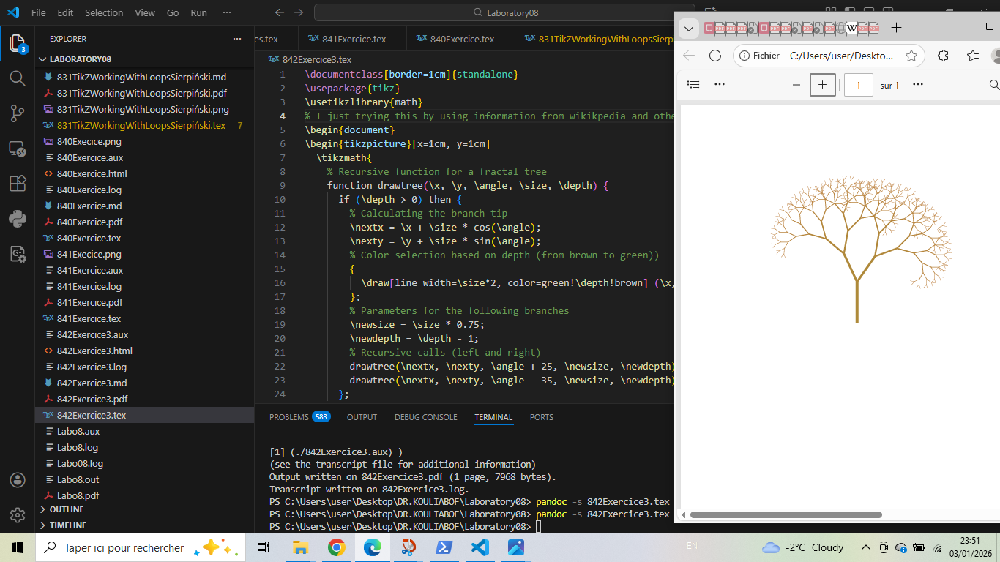 File Edit Selection View Go Run ···
Laboratory08
EXPLORER ···
LABORATORY08
831TikZWorkingWithLoopsSierpiński.md
831TikZWorkingWithLoopsSierpiński.pdf
831TikZWorkingWithLoopsSierpiński.png
831TikZWorkingWithLoopsSierpiński.tex 7
840Execice.png
840Exercice.aux
840Exercice.html
840Exercice.log
840Exercice.md
840Exercice.pdf
840Exercice.tex
841Execice.png
841Exercice.aux
841Exercice.log
841Exercice.pdf
841Exercice.tex
842Exercice3.aux
842Exercice3.html
842Exercice3.log
842Exercice3.md
842Exercice3.pdf
842Exercice3.tex
Labo8.aux
Labo8.log
Labo08.log
Labo8.out
Labo8.pdf
OUTLINE
TIMELINE
3
es.tex 841Exercice.tex 840Exercice.tex 831TikZWorkingWithLoopsSierp
842Exercice3.tex
1 \documentclass[border=1cm]{standalone}
2 \usepackage{tikz}
3 \usetikzlibrary{math}
4 % I just trying this by using information from wikikpedia and othe
5 \begin{document}
6 \begin{tikzpicture}[x=1cm, y=1cm]
7 \tikzmath{
8 % Recursive function for a fractal tree
9 function drawtree(\x, \y, \angle, \size, \depth) {
10 if (\depth > 0) then {
11 % Calculating the branch tip
12 \nextx = \x + \size * cos(\angle);
13 \nexty = \y + \size * sin(\angle);
14 % Color selection based on depth (from brown to green))
15 {
16 \draw[line width=\size*2, color=green!\depth!brown] (\x,
17 };
18 % Parameters for the following branches
19 \newsize = \size * 0.75;
20 \newdepth = \depth - 1;
21 % Recursive calls (left and right)
22 drawtree(\nextx, \nexty, \angle + 25, \newsize, \newdepth)
23 drawtree(\nextx, \nexty, \angle - 35, \newsize, \newdepth)
24 };
PROBLEMS 583 OUTPUT DEBUG CONSOLE TERMINAL PORTS
[1] (./842Exercice3.aux) )
(see the transcript file for additional information)
Output written on 842Exercice3.pdf (1 page, 7968 bytes).
Transcript written on 842Exercice3.log.
PS C:\Users\user\Desktop\DR.KOULIABOF\Laboratory08> pandoc -s 842Exercice3.tex
PS C:\Users\user\Desktop\DR.KOULIABOF\Laboratory08> pandoc -s 842Exercice3.tex
PS C:\Users\user\Desktop\DR.KOULIABOF\Laboratory08>
Fichier C:/Users/user/Deskto...
1 sur 1 ···
Taper ici pour rechercher
EN
-2°C Cloudy
23:51
03/01/2026